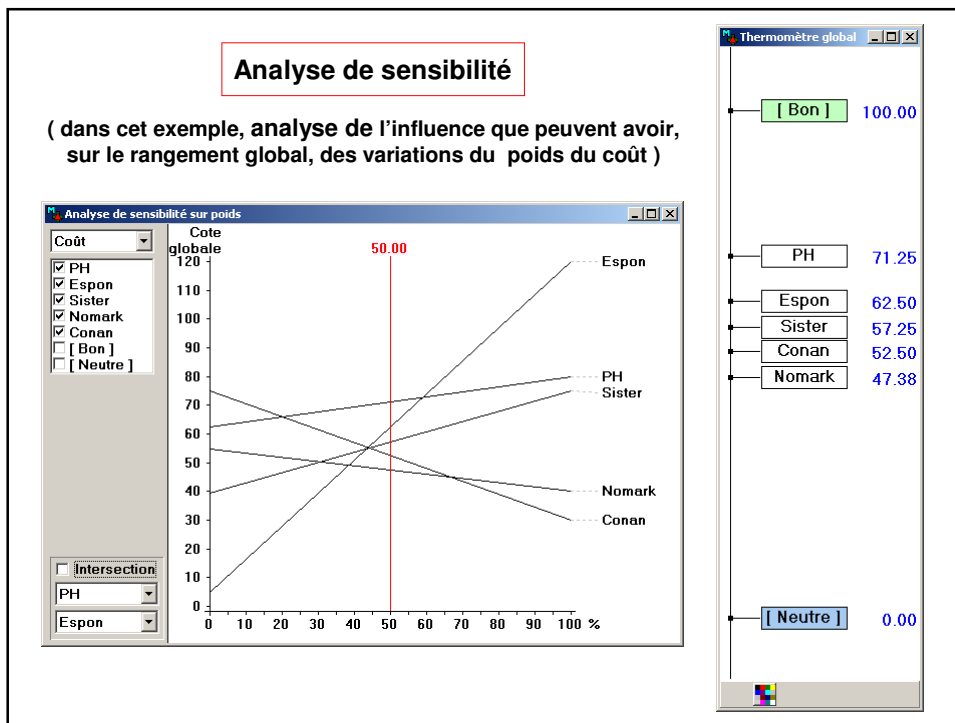 Analyse de sensibilité
( dans cet exemple, analyse de l'influence que peuvent avoir,
sur le rangement global, des variations du poids du coût )
Analyse de sensibilité sur poids
Coût
PH
Espon
Sister
Nomark
Conan
[ Bon ]
[ Neutre ]
Intersection
PH
Espon
Cote
globale
50.00
120
110
100
90
80
70
60
50
40
30
20
10
0
0 10 20 30 40 50 60 70 80 90 100 %
Espon
PH
Sister
Nomark
Conan
Thermomètre global
[ Bon ] 100.00
PH 71.25
Espon 62.50
Sister 57.25
Conan 52.50
Nomark 47.38
[ Neutre ] 0.00